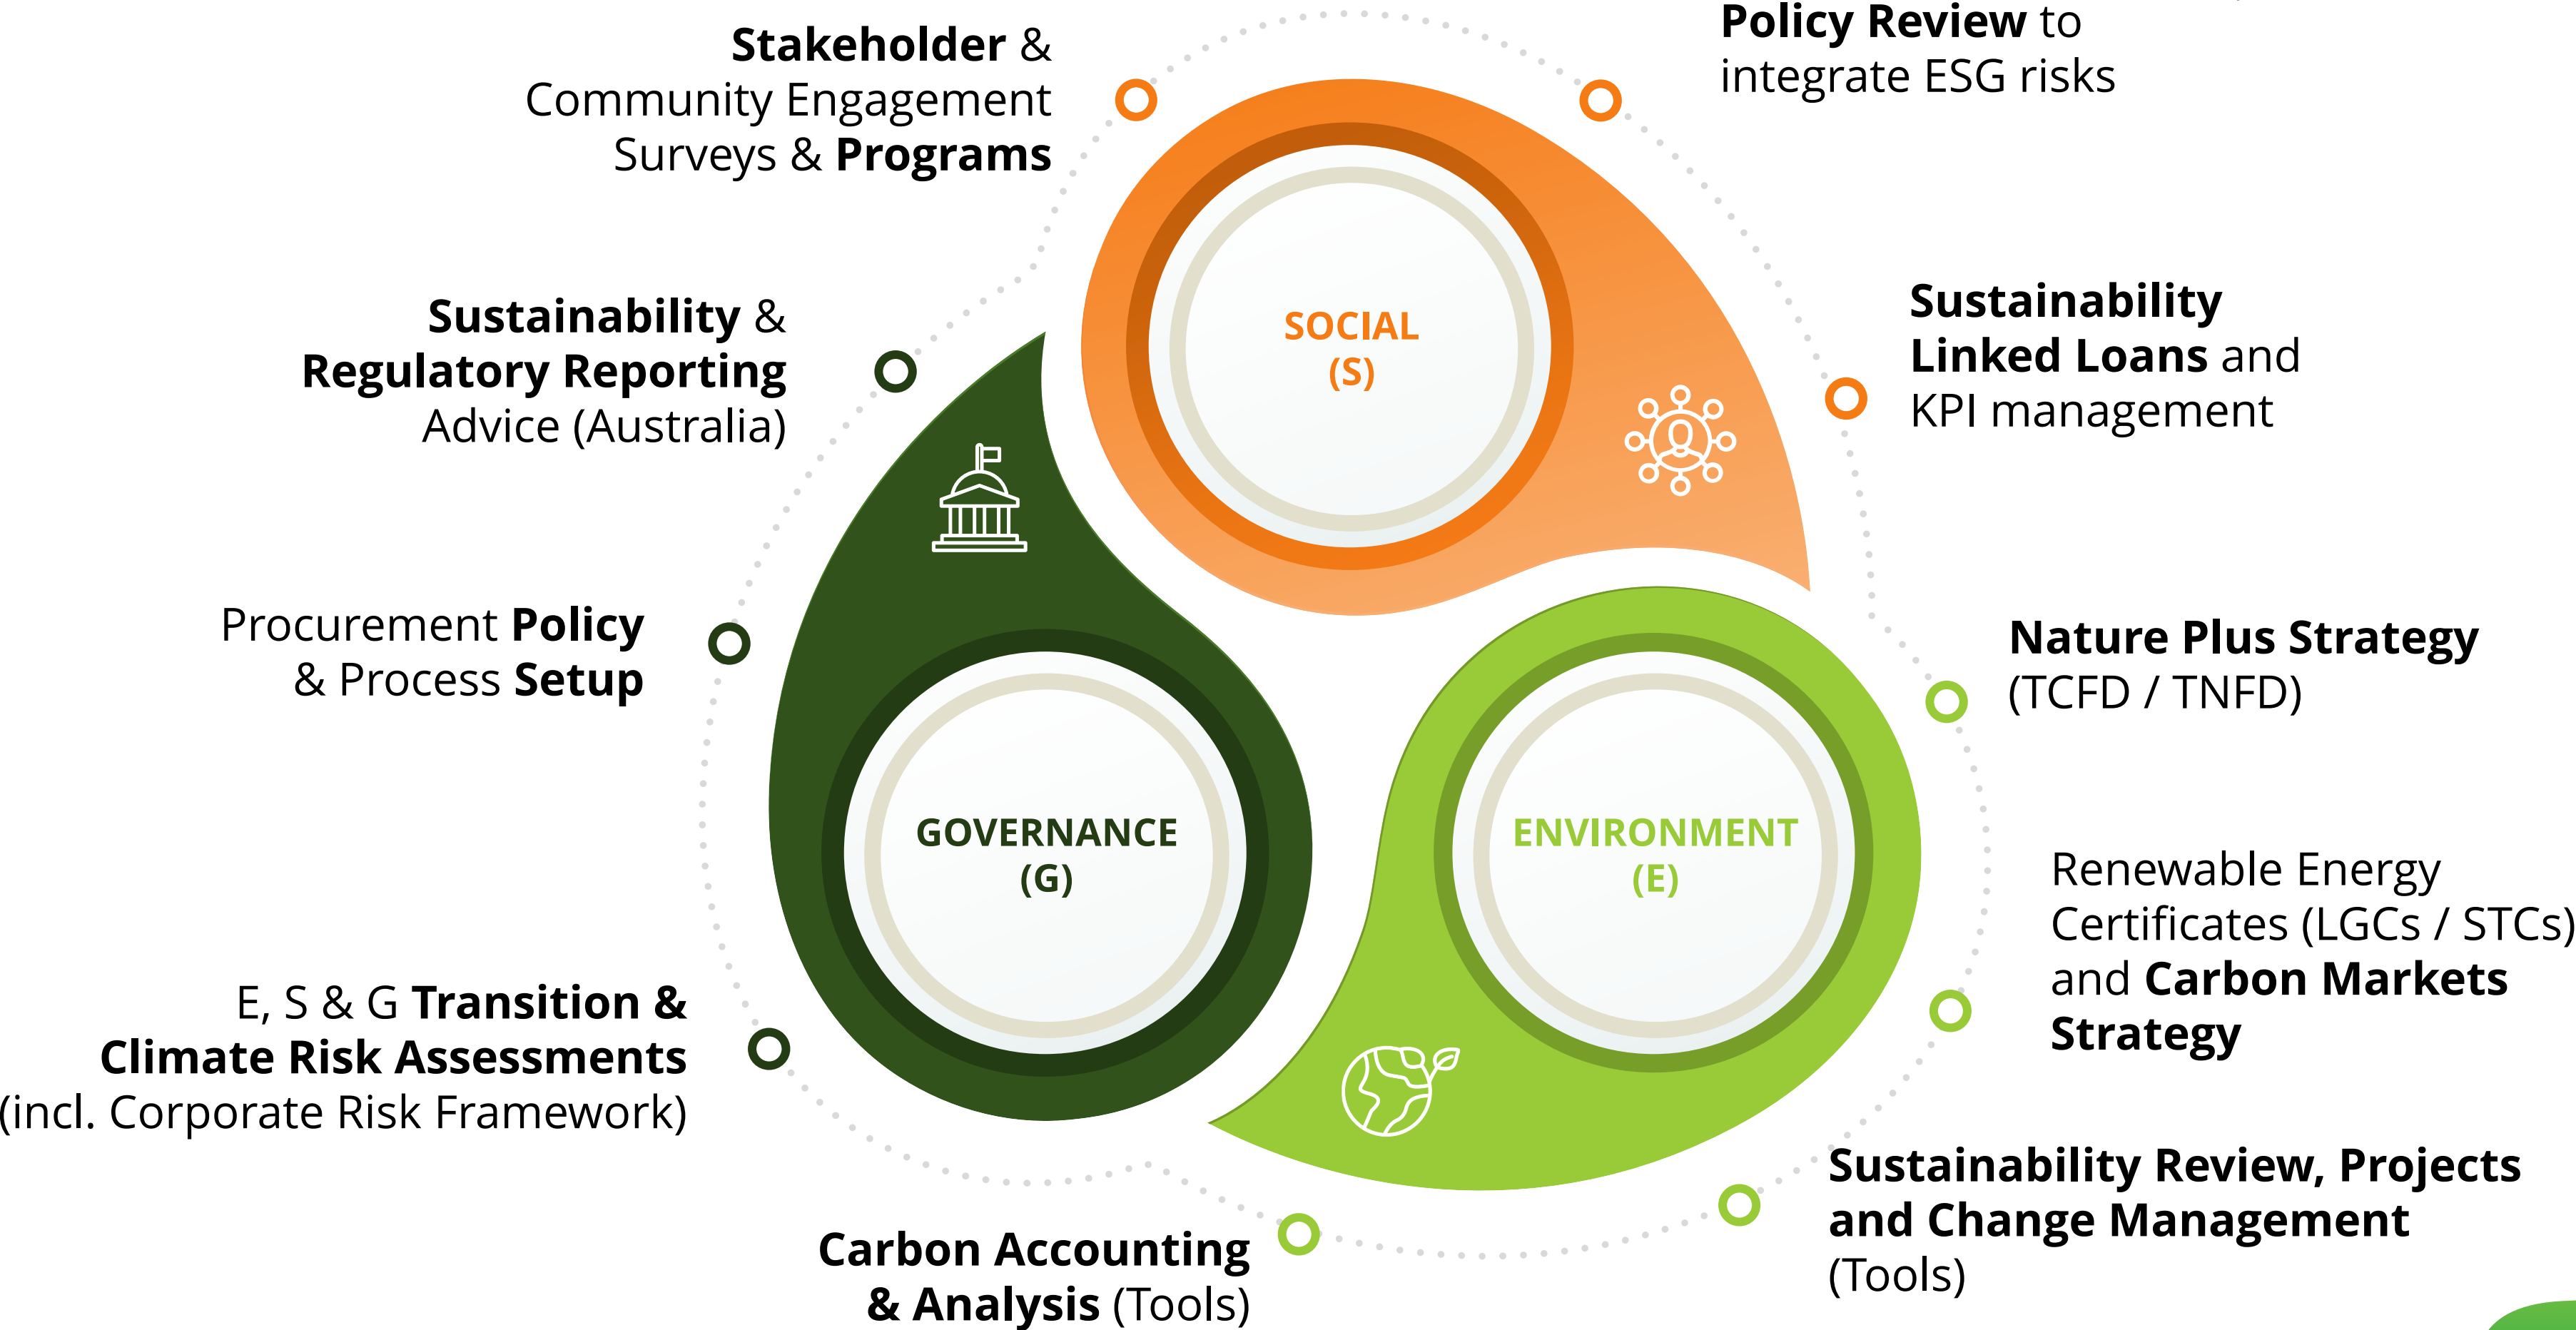 Stakeholder &
Community Engagement
Surveys & Programs
Policy Review to
integrate ESG risks
Sustainability &
Regulatory Reporting
Advice (Australia)
SOCIAL
(S)
Sustainability
Linked Loans and
KPI management
Procurement Policy
& Process Setup
Nature Plus Strategy
(TCFD / TNFD)
GOVERNANCE
(G)
ENVIRONMENT
(E)
Renewable Energy
Certificates (LGCs / STCs)
and Carbon Markets
Strategy
E, S & G Transition &
Climate Risk Assessments
(incl. Corporate Risk Framework)
Sustainability Review, Projects
and Change Management
(Tools)
Carbon Accounting
& Analysis (Tools)